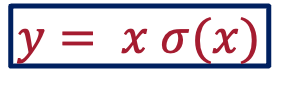 y = x σ(x)